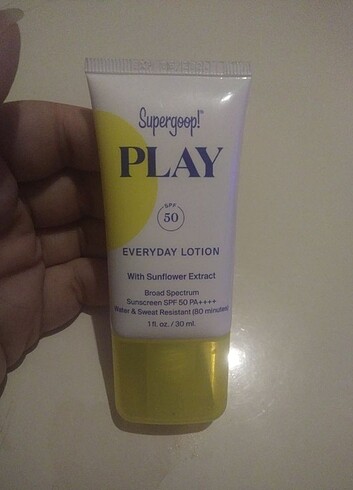 Supergoop!™
PLAY
SPF
50
EVERYDAY LOTION
With Sunflower Extract
Broad Spectrum
Sunscreen SPF 50 PA++++
Water & Sweat Resistant (80 minutes)
1 fl. oz. / 30 ml